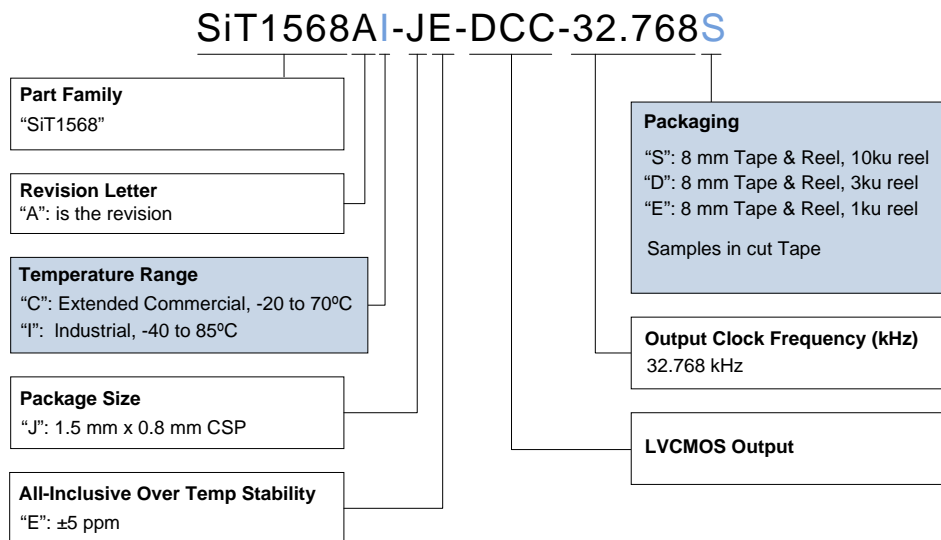 SiT1568AI-JE-DCC-32.768S
Part Family
“SiT1568”
Revision Letter
“A”: is the revision
Temperature Range
“C”: Extended Commercial, -20 to 70ºC
“I”: Industrial, -40 to 85ºC
Package Size
“J”: 1.5 mm x 0.8 mm CSP
All-Inclusive Over Temp Stability
“E”: ±5 ppm
Packaging
“S”: 8 mm Tape & Reel, 10ku reel
“D”: 8 mm Tape & Reel, 3ku reel
“E”: 8 mm Tape & Reel, 1ku reel
Samples in cut Tape
Output Clock Frequency (kHz)
32.768 kHz
LVCMOS Output